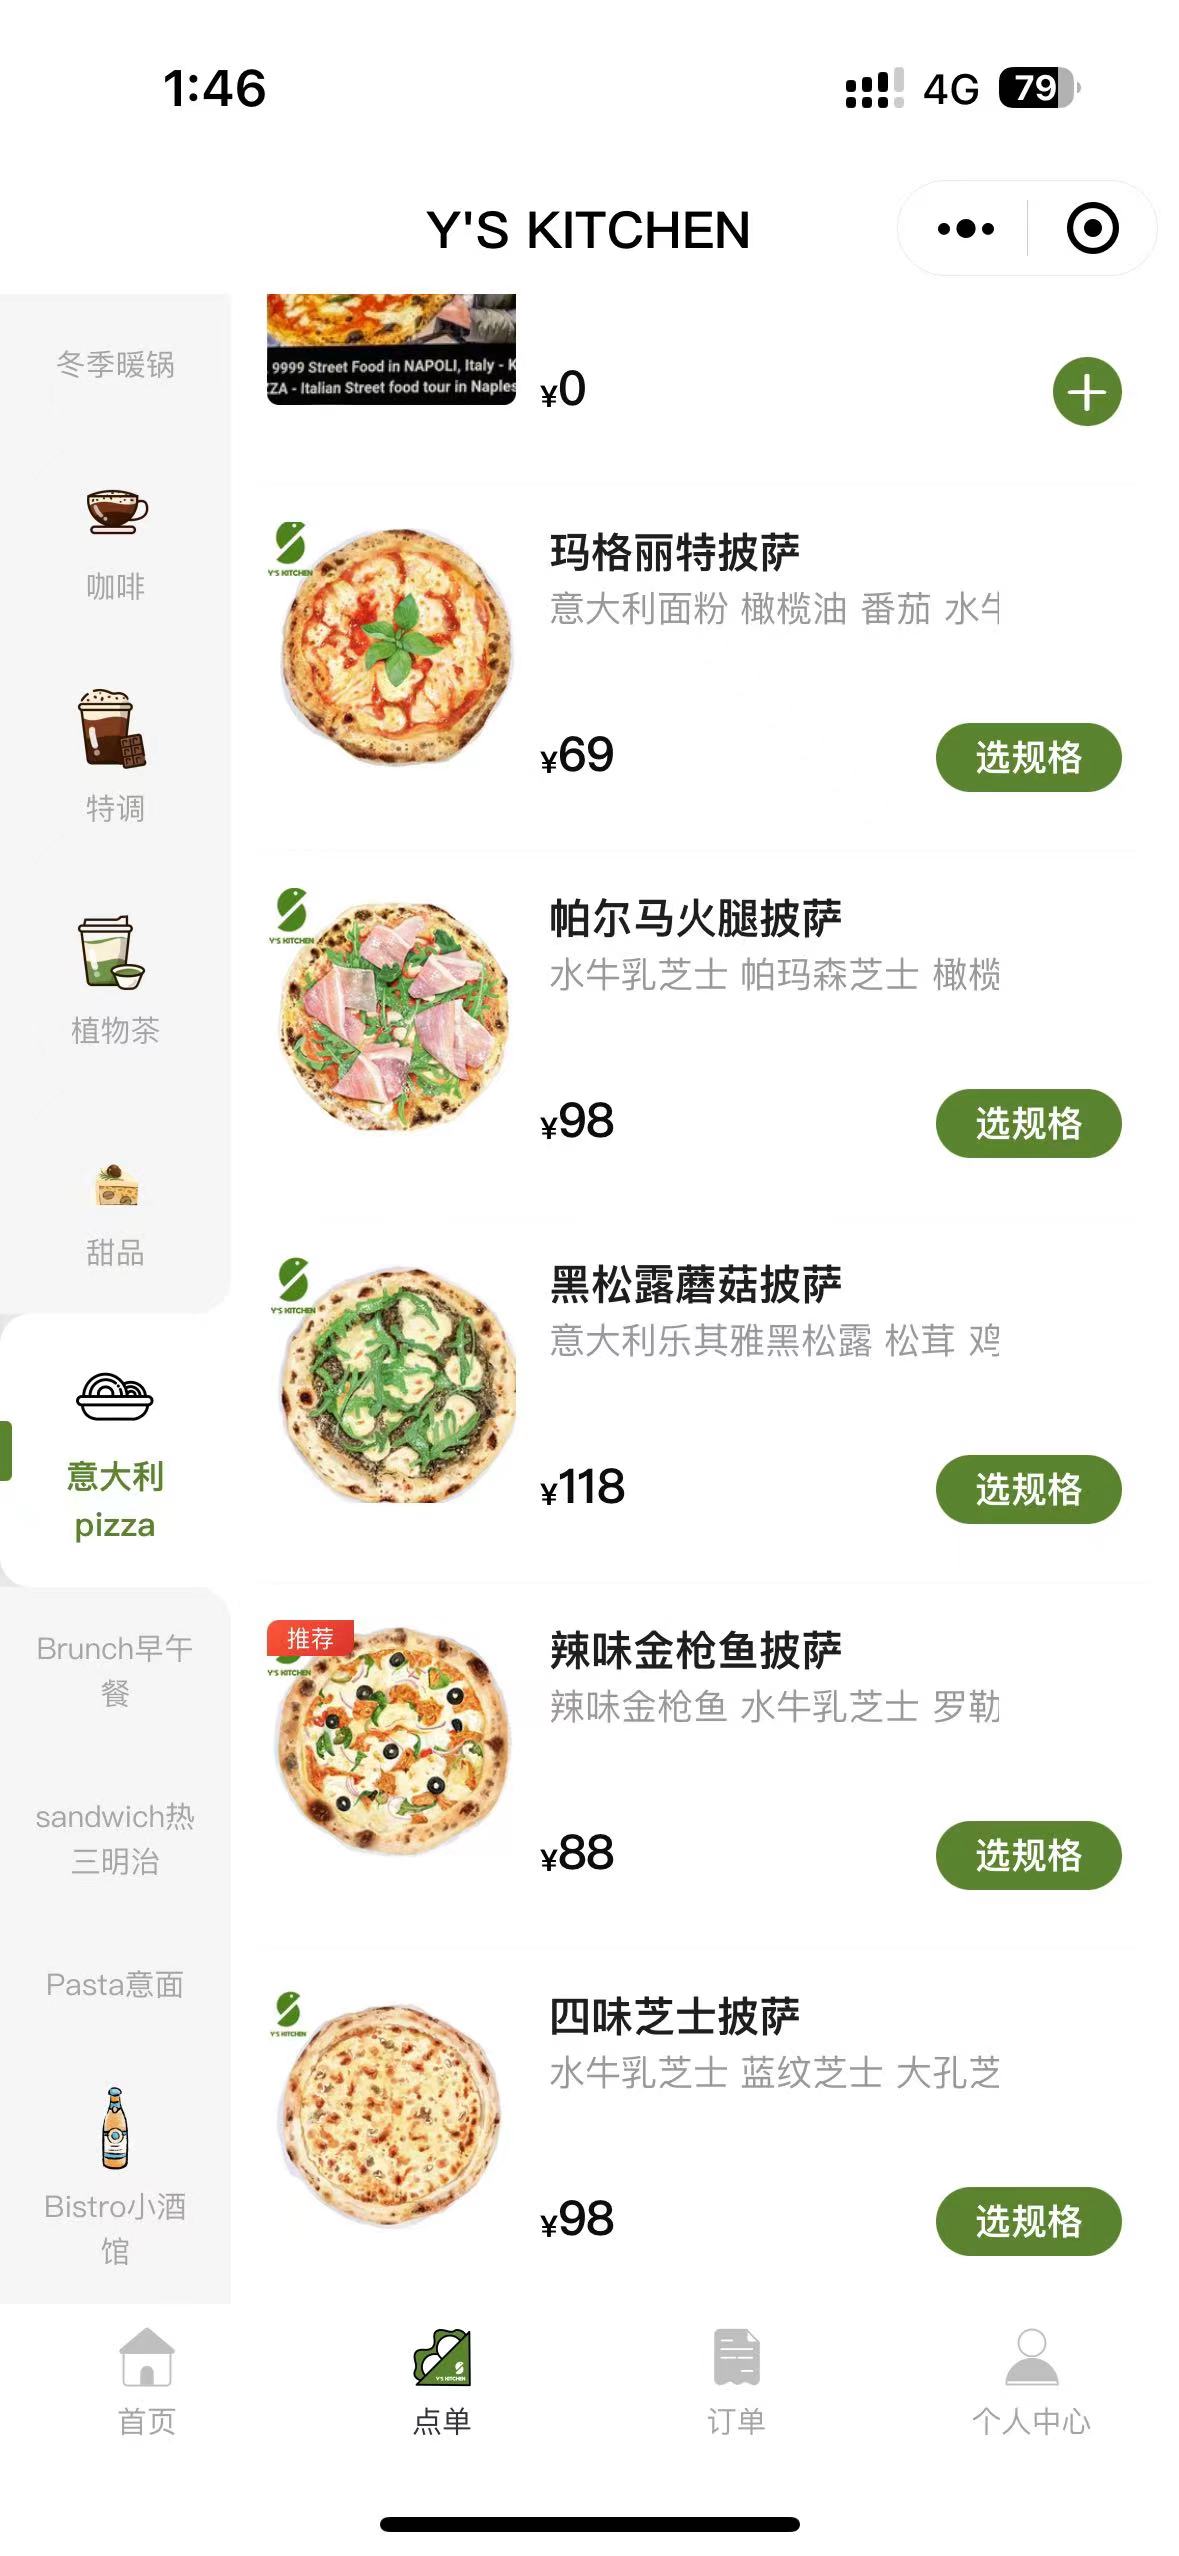 1:46
4G
79
Y'S KITCHEN
冬季暖锅
咖啡
特调
植物茶
甜品
意大利
pizza
Brunch早午
餐
sandwich热
三明治
Pasta意面
Bistro小酒
馆
9999 Street Food in NAPOLI, Italy - K
ZZA - Italian Street food tour in Naples
¥0
Y'S KITCHEN
玛格丽特披萨
意大利面粉 橄榄油 番茄 水牛
¥69
选规格
Y'S KITCHEN
帕尔马火腿披萨
水牛乳芝士 帕玛森芝士 橄榄
¥98
选规格
Y'S KITCHEN
黑松露蘑菇披萨
意大利乐其雅黑松露 松茸 鸡
¥118
选规格
推荐
Y'S KITCHEN
辣味金枪鱼披萨
辣味金枪鱼 水牛乳芝士 罗勒
¥88
选规格
Y'S KITCHEN
四味芝士披萨
水牛乳芝士 蓝纹芝士 大孔芝
¥98
选规格
首页
Y'S KITCHEN
点单
订单
个人中心